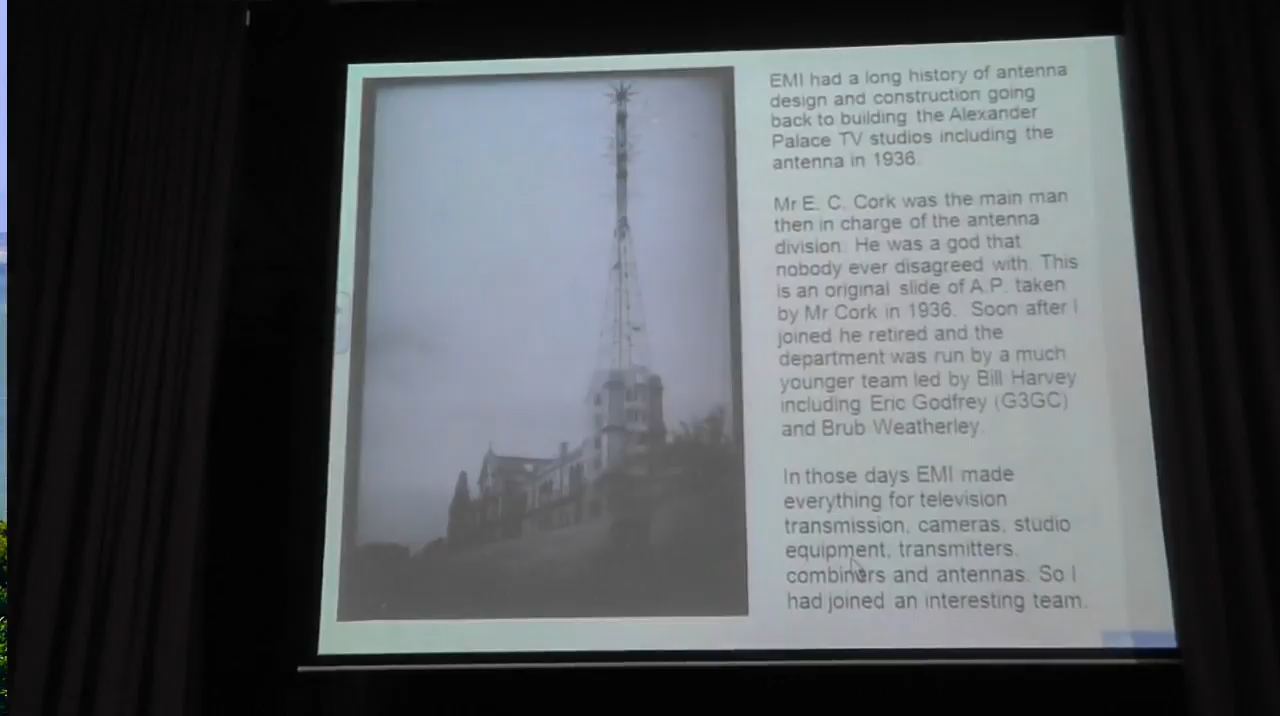 EMI had a long history of antenna
design and construction going
back to building the Alexander
Palace TV studios including the
antenna in 1936.
Mr E. C. Cork was the main man
then in charge of the antenna
division. He was a god that
nobody ever disagreed with. This
is an original slide of A.P. taken
by Mr Cork in 1936. Soon after I
joined he retired and the
department was run by a much
younger team led by Bill Harvey
including Eric Godfrey (G3GC)
and Brub Weatherley.
In those days EMI made
everything for television
transmission, cameras, studio
equipment, transmitters,
combiners and antennas. So I
had joined an interesting team.